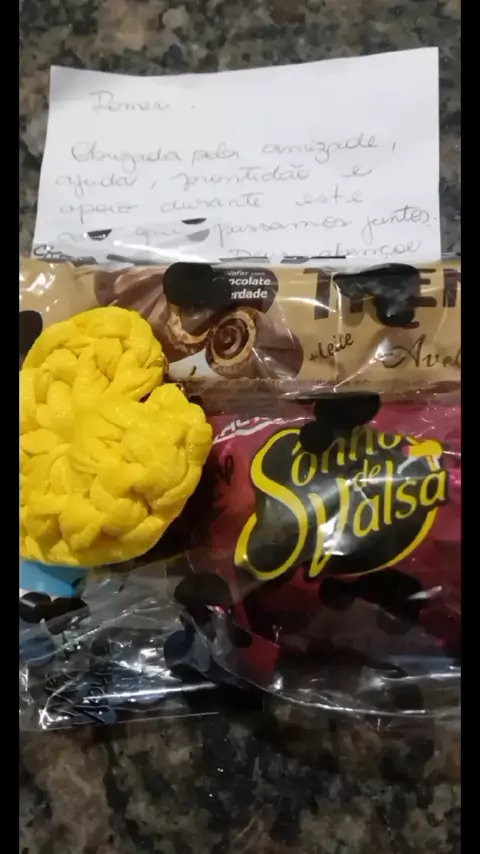 Obrigada pela amizade,
ajuda, prontidão e
apoio durante este
ano que passamos juntos.
Deus abençoe
Wafer com
chocolate
verdade
+leite
Sonho
de
Valsa